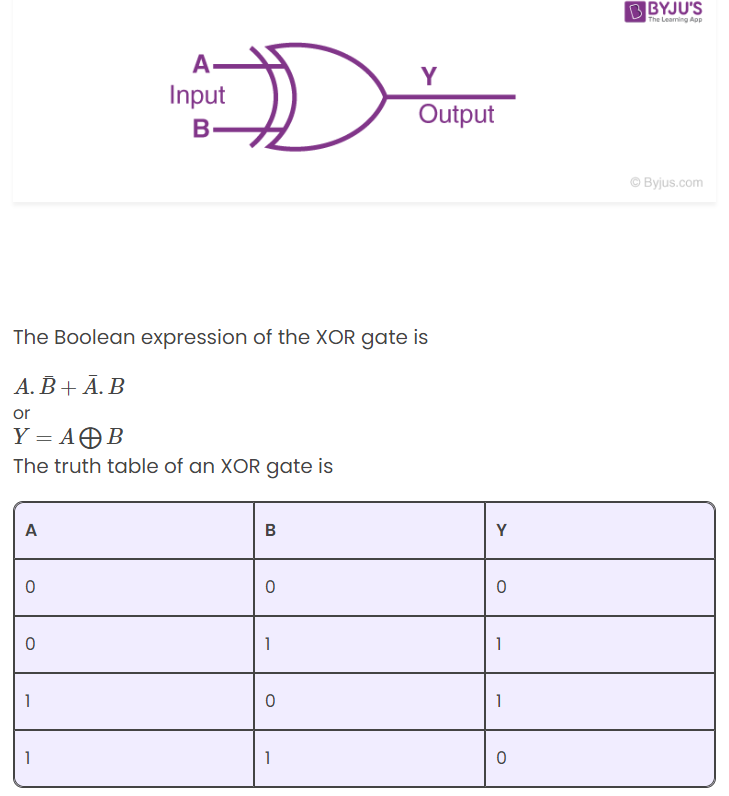 BYJU'S
The Learning App
A
Y
Input
Output
B
© Byjus.com
The Boolean expression of the XOR gate is
A. B̄ + Ā. B
or
Y = A ⨁ B
The truth table of an XOR gate is
A B Y
0 0 0
0 1 1
1 0 1
1 1 0